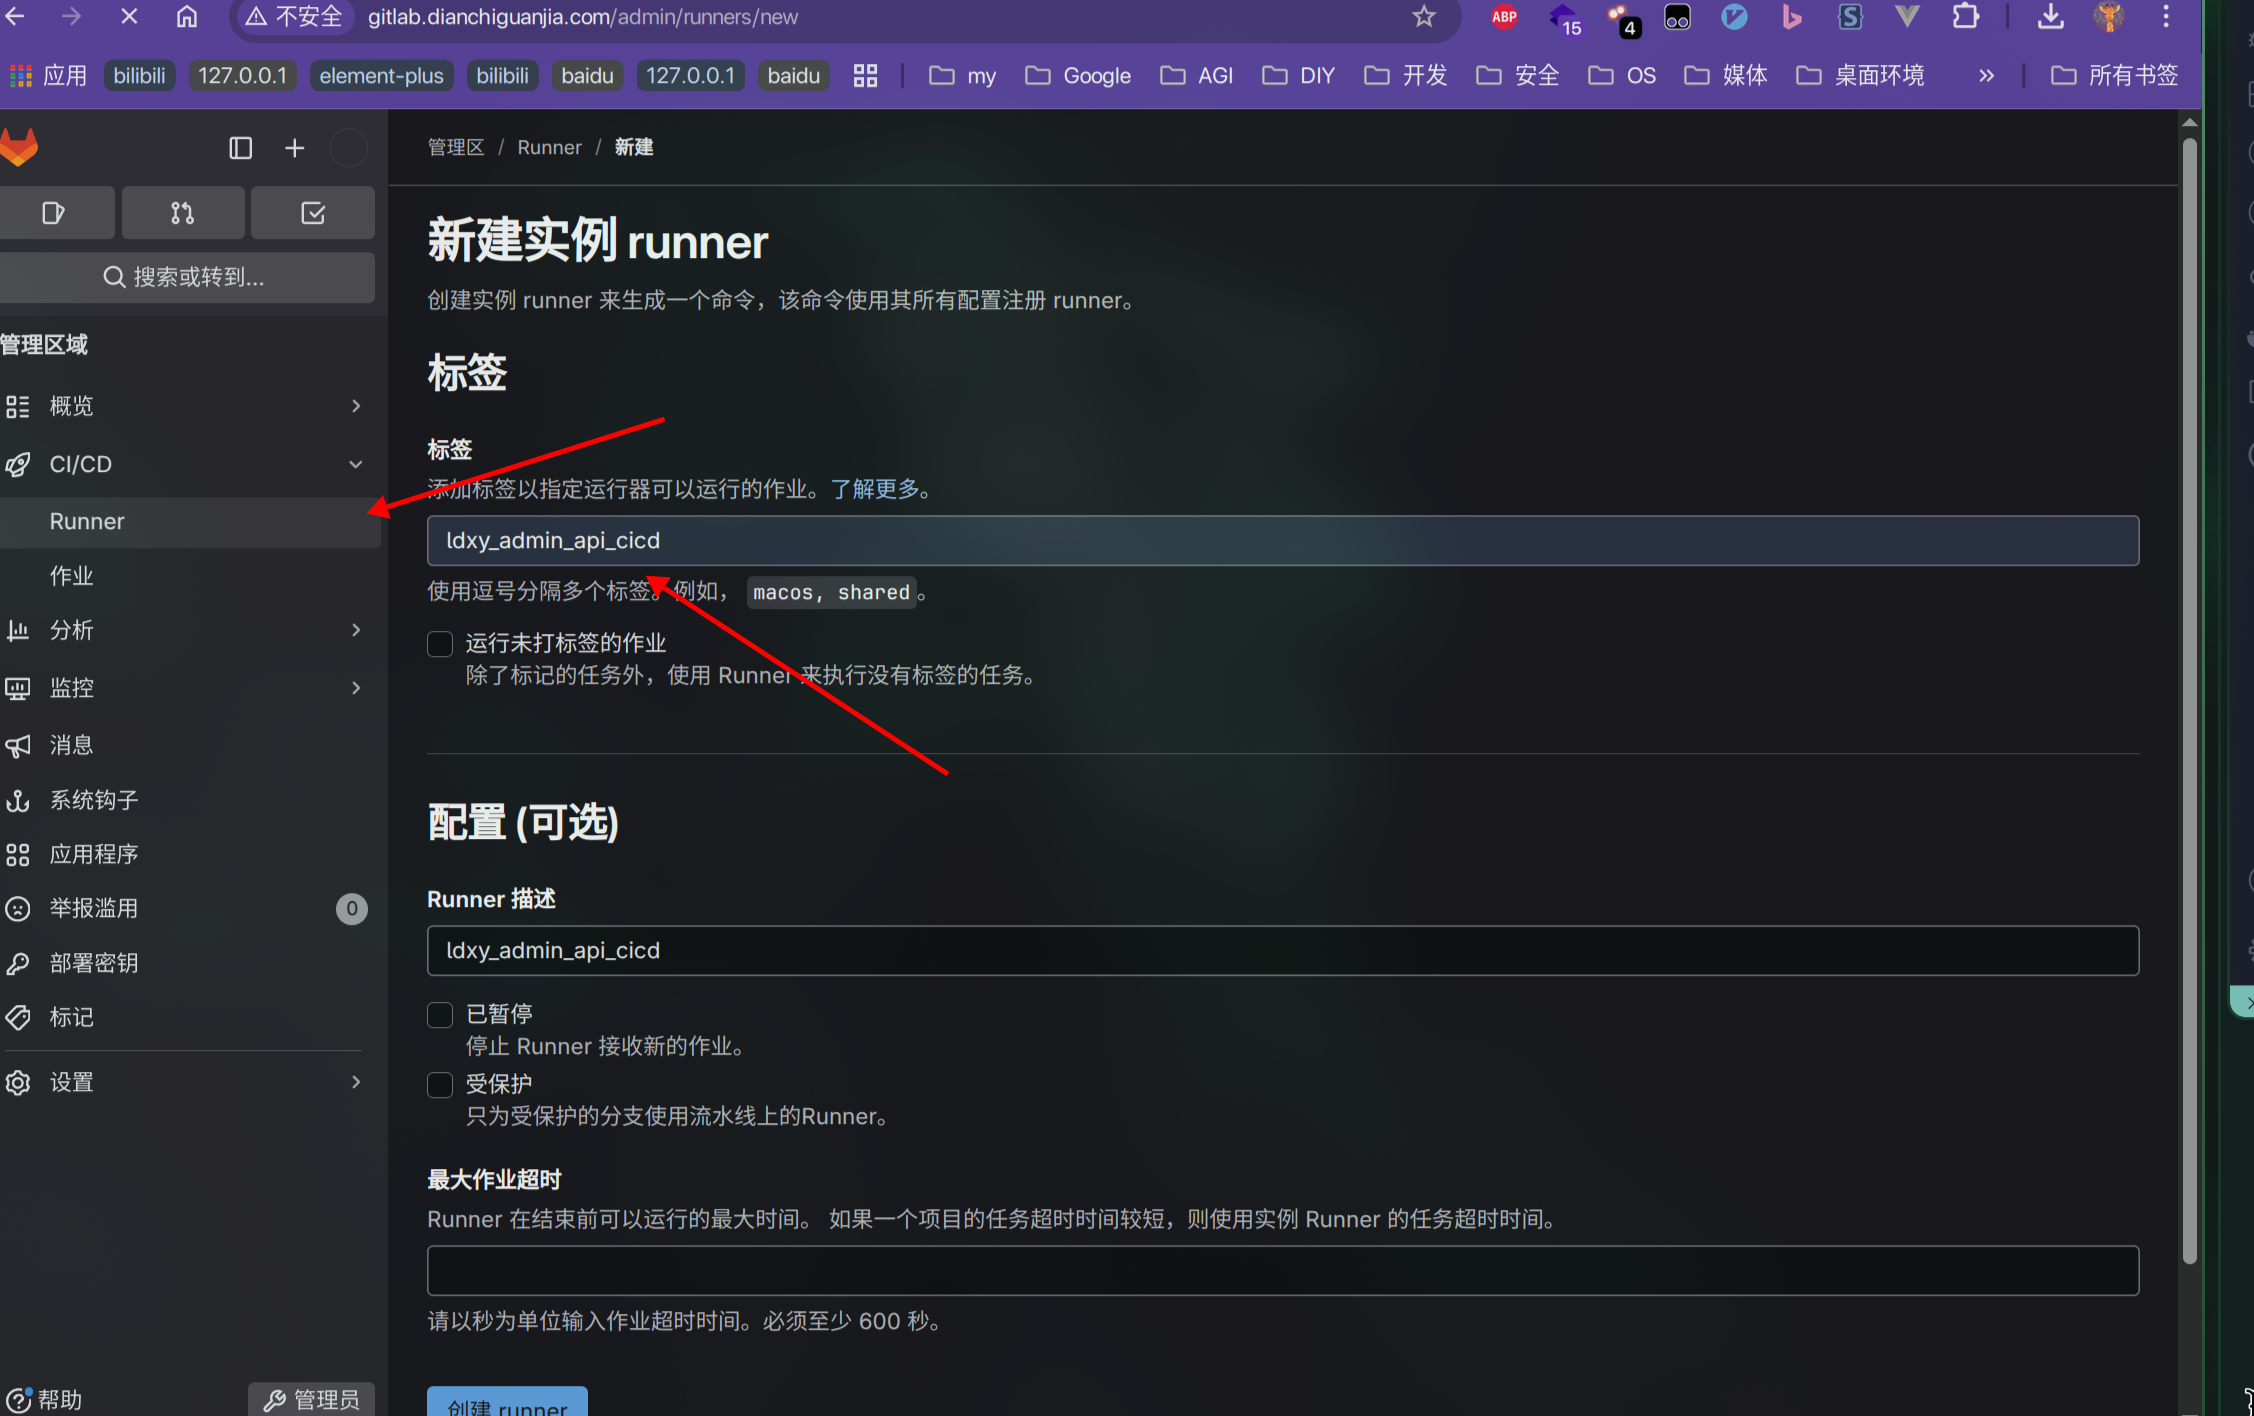 不安全 gitlab.dianchiguanjia.com/admin/runners/new
ABP 15 4
应用 bilibili 127.0.0.1 element-plus bilibili baidu 127.0.0.1 baidu my Google AGI DIY 开发 安全 OS 媒体 桌面环境 » 所有书签
管理区 / Runner / 新建
搜索或转到...
管理区域
概览
CI/CD
Runner
作业
分析
监控
消息
系统钩子
应用程序
举报滥用 0
部署密钥
标记
设置
帮助 管理员
新建实例 runner
创建实例 runner 来生成一个命令，该命令使用其所有配置注册 runner。
标签
标签
添加标签以指定运行器可以运行的作业。了解更多。
ldxy_admin_api_cicd
使用逗号分隔多个标签。例如， macos, shared 。
运行未打标签的作业
除了标记的任务外，使用 Runner 来执行没有标签的任务。
配置 (可选)
Runner 描述
ldxy_admin_api_cicd
已暂停
停止 Runner 接收新的作业。
受保护
只为受保护的分支使用流水线上的Runner。
最大作业超时
Runner 在结束前可以运行的最大时间。 如果一个项目的任务超时时间较短，则使用实例 Runner 的任务超时时间。
请以秒为单位输入作业超时时间。必须至少 600 秒。
创建 runner